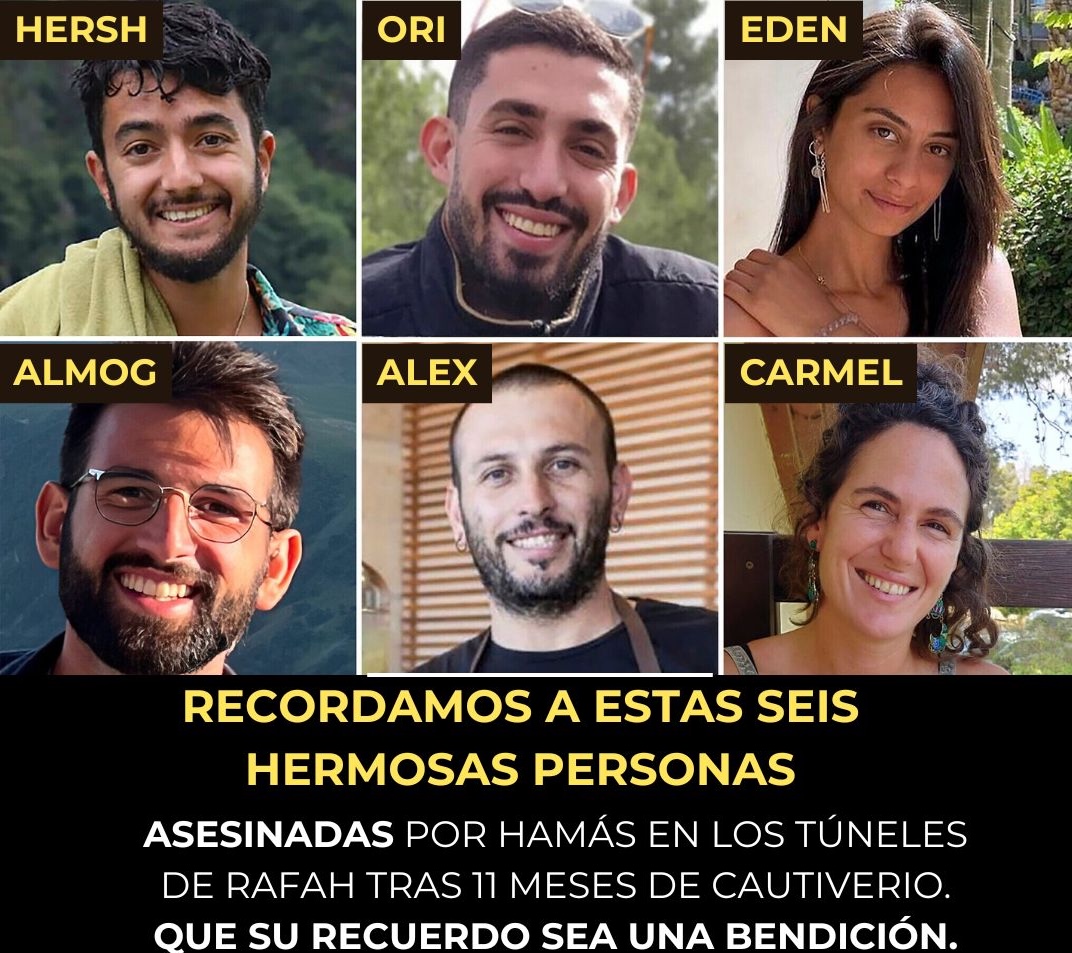 HERSH
ORI
EDEN
ALMOG
ALEX
CARMEL
RECORDAMOS A ESTAS SEIS
HERMOSAS PERSONAS
ASESINADAS POR HAMÁS EN LOS TÚNELES
DE RAFAH TRAS 11 MESES DE CAUTIVERIO.
QUE SU RECUERDO SEA UNA BENDICIÓN.